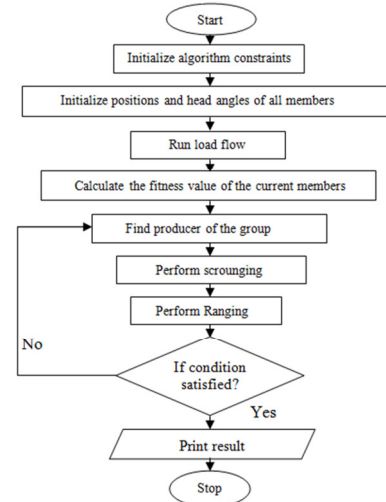 Start
Initialize algorithm constraints
Initialize positions and head angles of all members
Run load flow
Calculate the fitness value of the current members
Find producer of the group
Perform scrounging
Perform Ranging
No
If condition
satisfied?
Yes
Print result
Stop